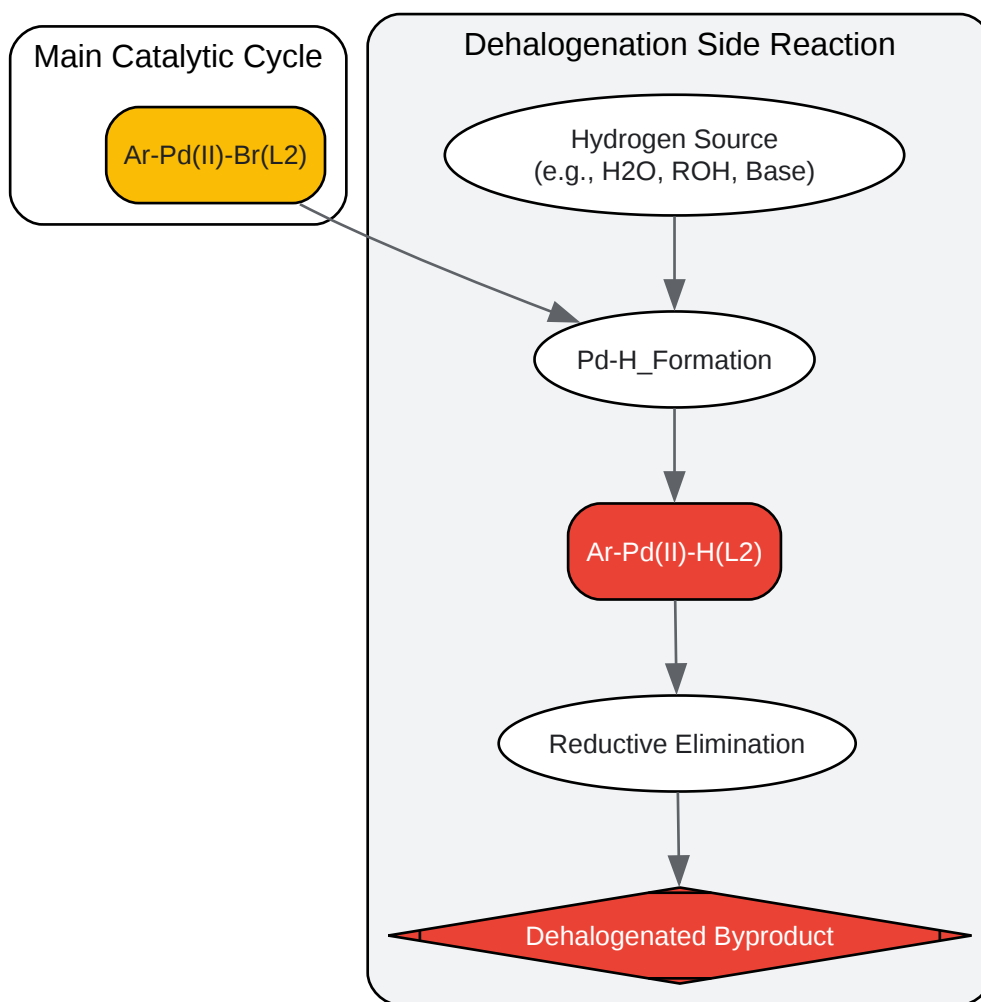 Main Catalytic Cycle
Ar-Pd(II)-Br(L2)
Dehalogenation Side Reaction
Hydrogen Source
(e.g., H2O, ROH, Base)
Pd-H_Formation
Ar-Pd(II)-H(L2)
Reductive Elimination
Dehalogenated Byproduct